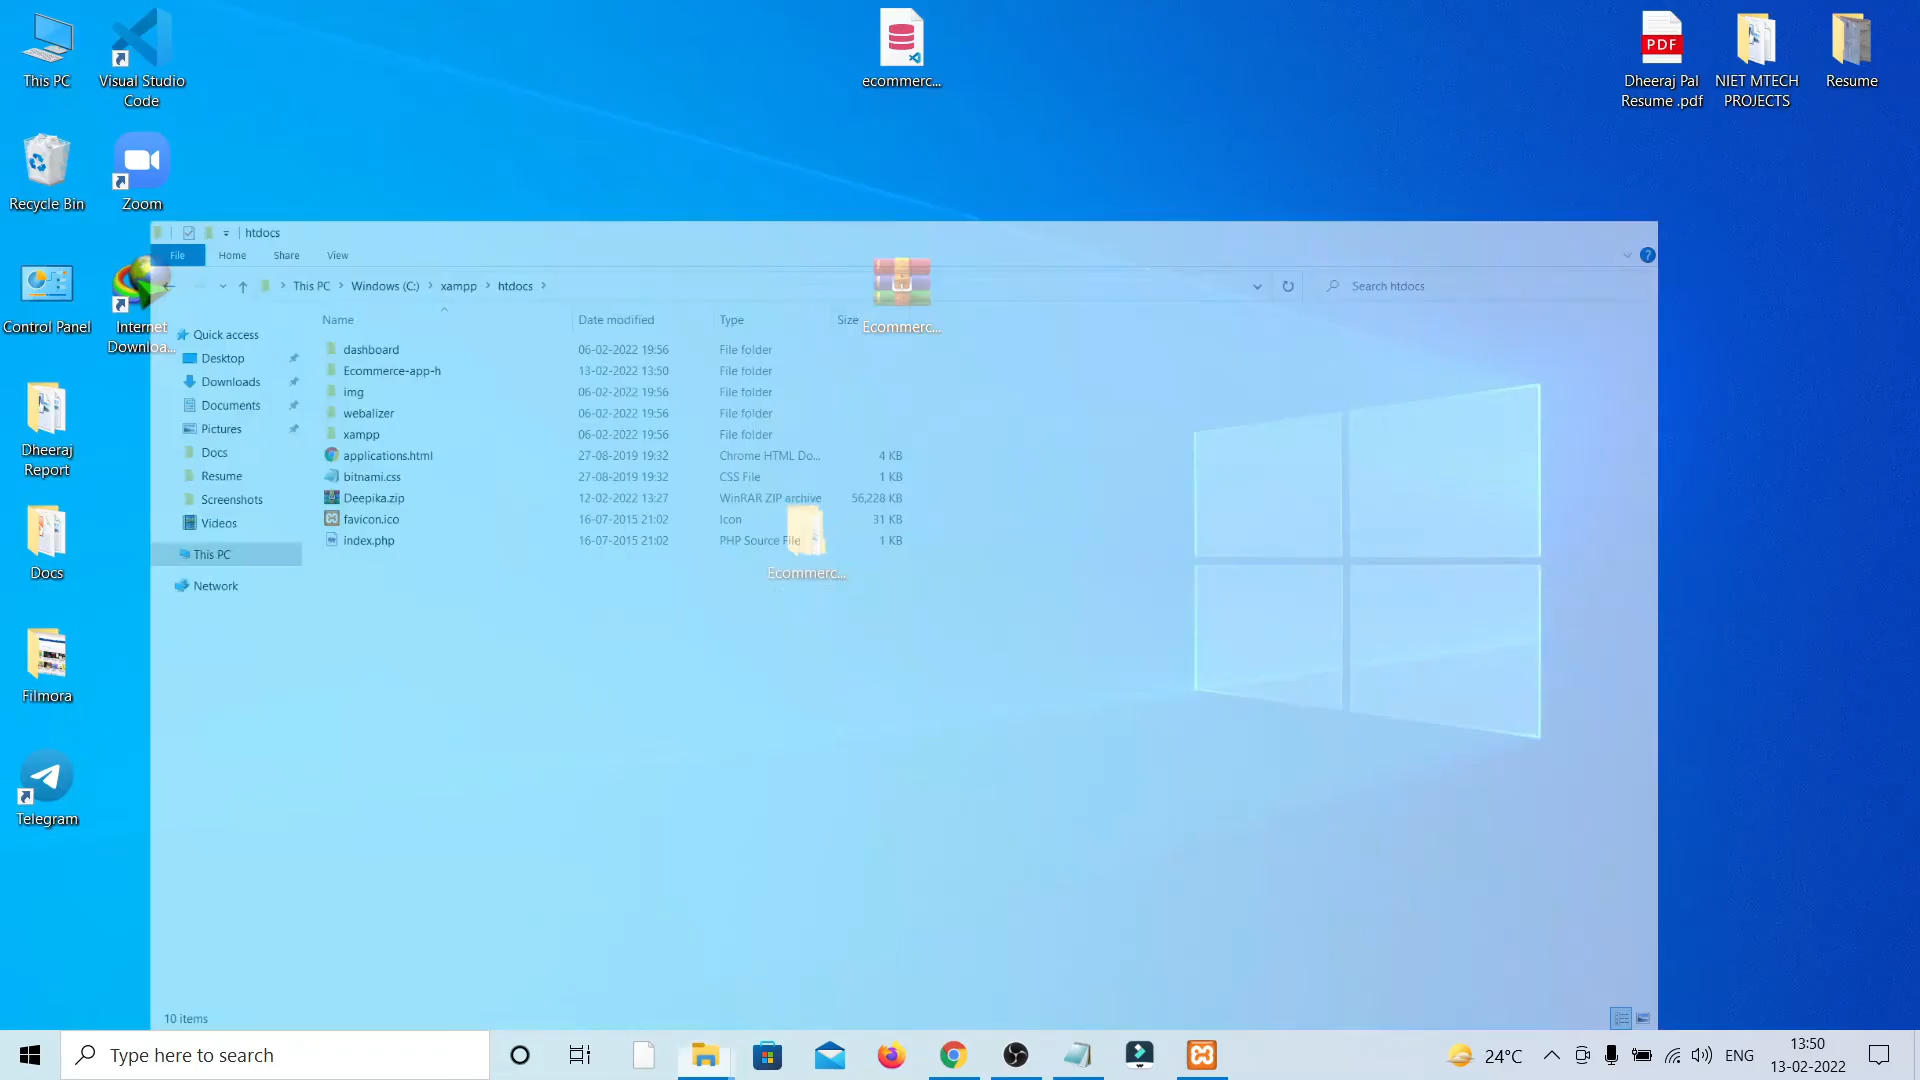 This PC
Visual Studio
Code
ecommerc...
PDF
Dheeraj Pal
Resume .pdf
NIET MTECH
PROJECTS
Resume
Recycle Bin
Zoom
Control Panel
Internet
Downloa...
Dheeraj
Report
Docs
Filmora
Telegram
htdocs
File
Home
Share
View
?
This PC
Windows (C:)
xampp
htdocs
Search htdocs
Ecommerc...
Ecommerc...
Quick access
Desktop
Downloads
Documents
Pictures
Docs
Resume
Screenshots
Videos
This PC
Network
Name Date modified Type Size
dashboard 06-02-2022 19:56 File folder
Ecommerce-app-h 13-02-2022 13:50 File folder
img 06-02-2022 19:56 File folder
webalizer 06-02-2022 19:56 File folder
xampp 06-02-2022 19:56 File folder
applications.html 27-08-2019 19:32 Chrome HTML Do... 4 KB
bitnami.css 27-08-2019 19:32 CSS File 1 KB
Deepika.zip 12-02-2022 13:27 WinRAR ZIP archive 56,228 KB
favicon.ico 16-07-2015 21:02 Icon 31 KB
index.php 16-07-2015 21:02 PHP Source File 1 KB
10 items
Type here to search
24°C
ENG
13:50
13-02-2022